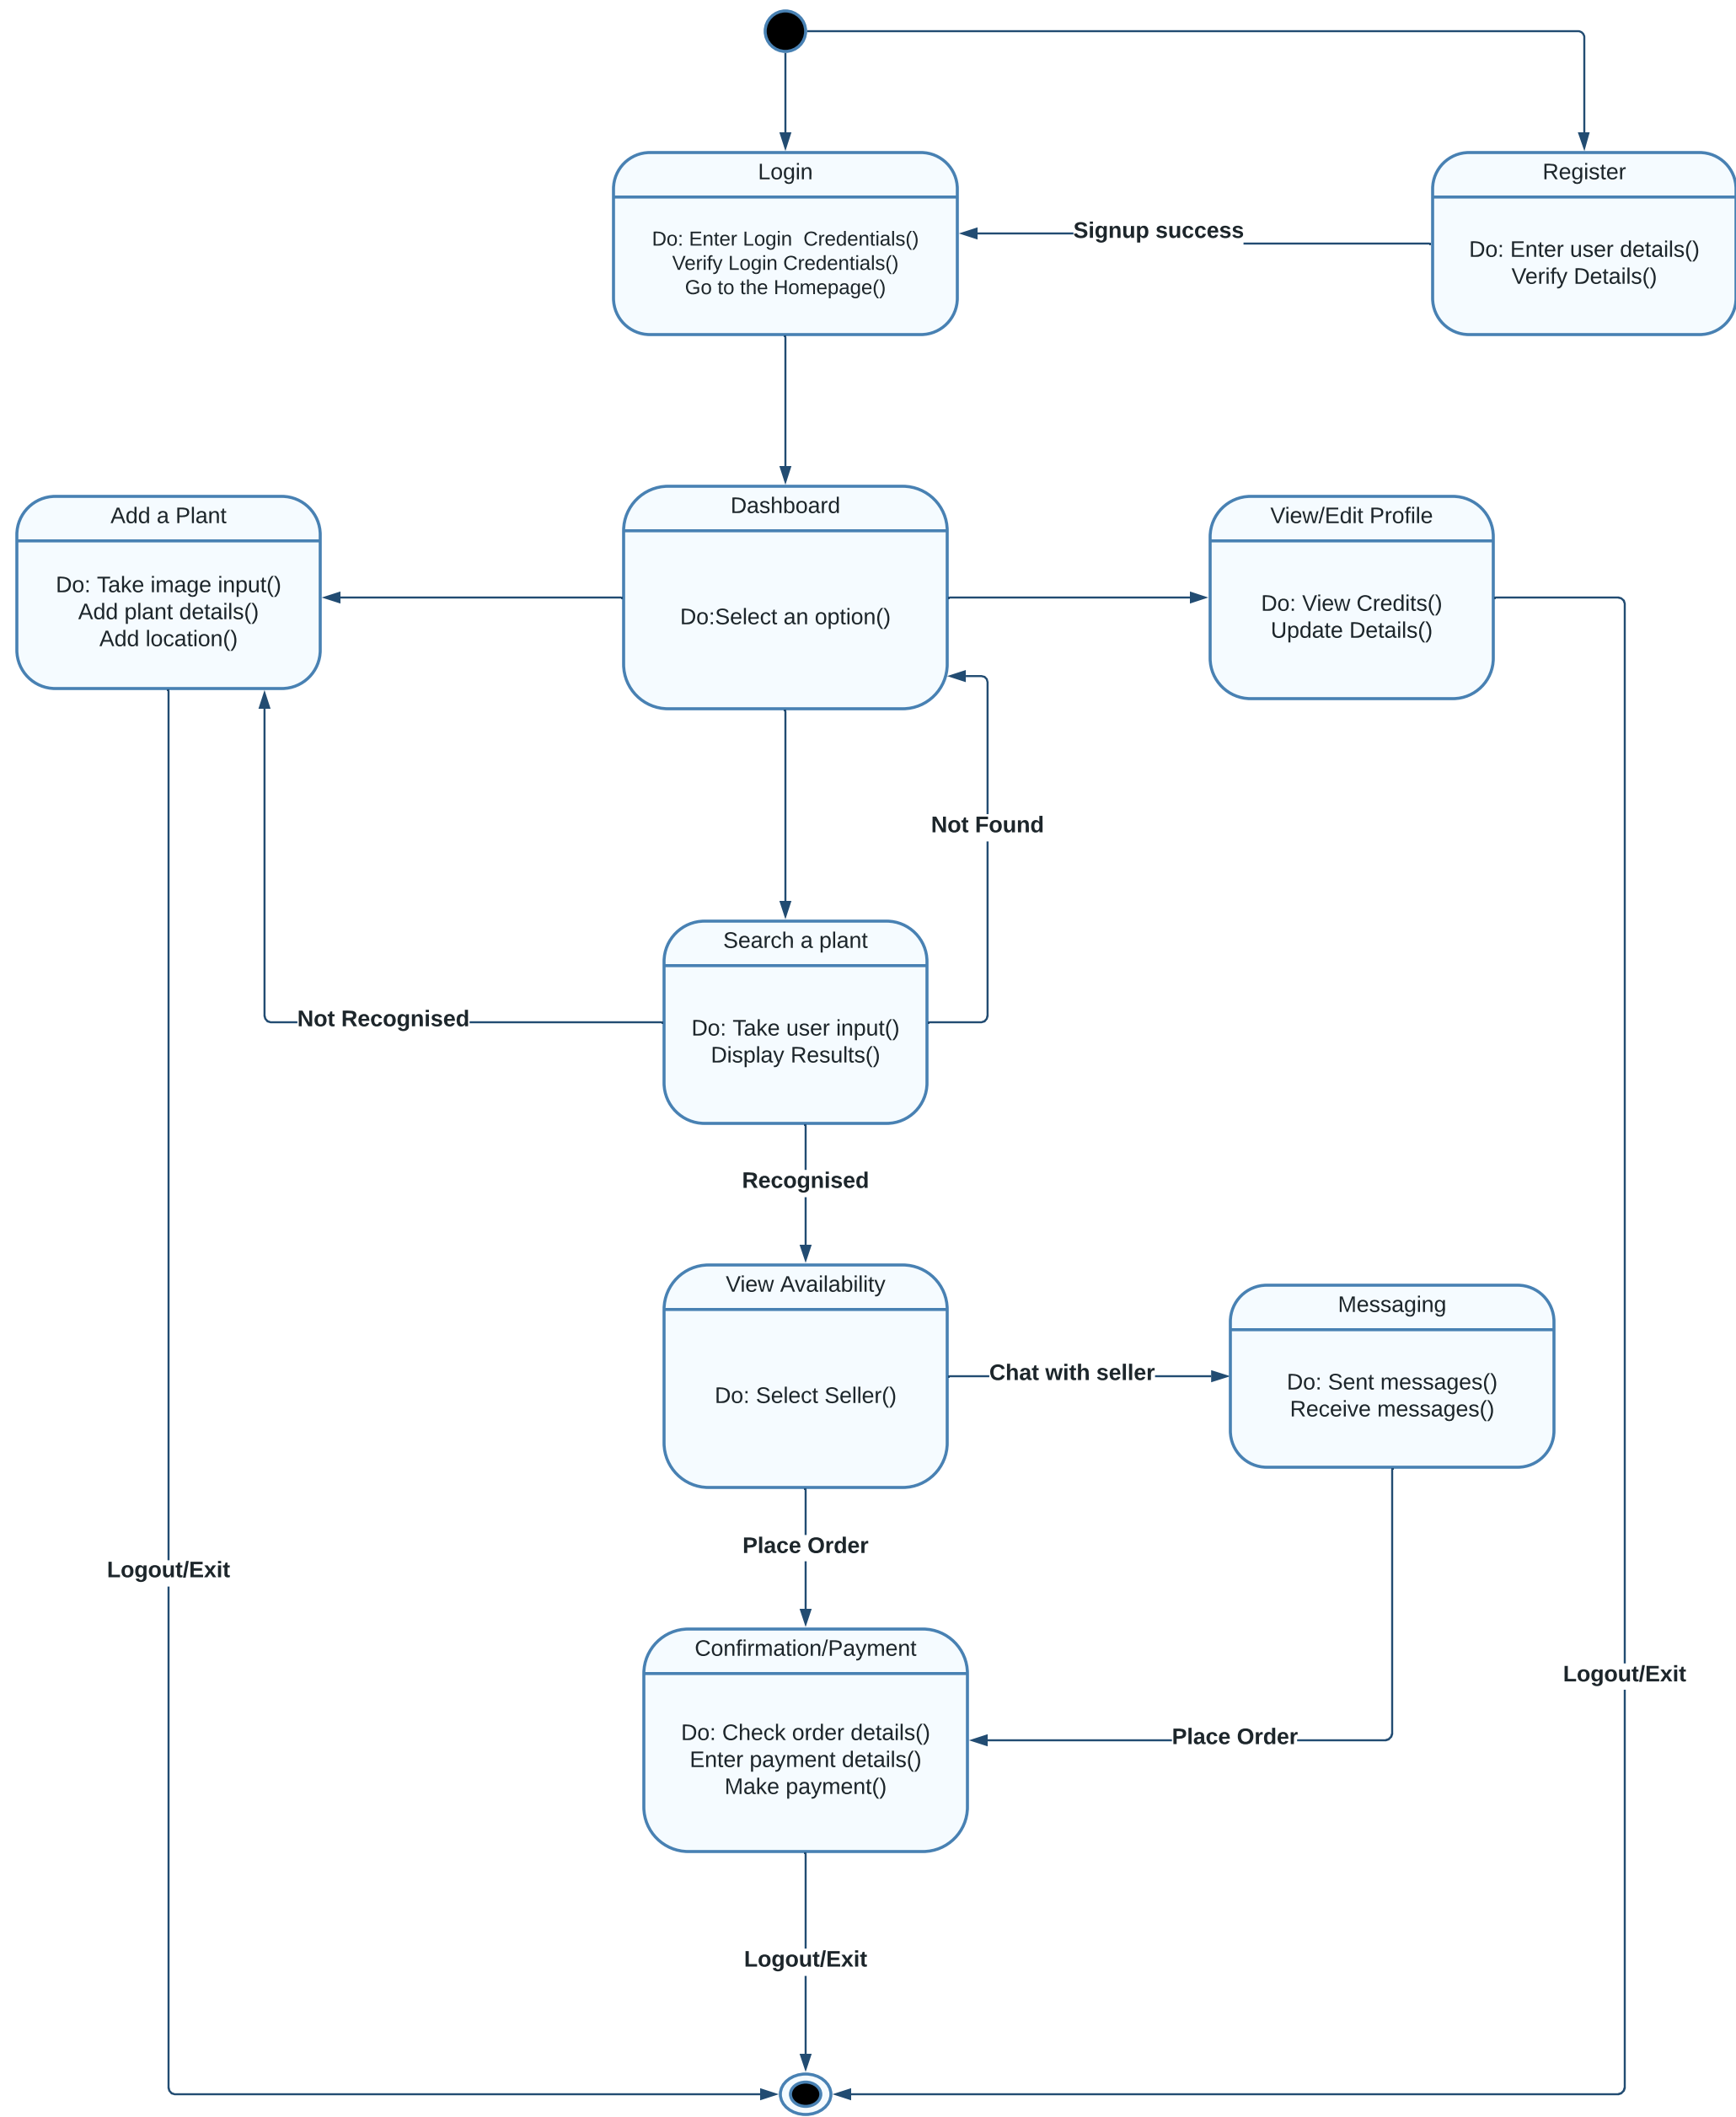 Login
Do: Enter Login  Credentials()
Verify Login Credentials()
Go to the Homepage()
Signup success
Register
Do: Enter user details()
Verify Details()
Add a Plant
Do: Take image input()
Add plant details()
Add location()
Dashboard
Do:Select an option()
View/Edit Profile
Do: View Credits()
Update Details()
Not Found
Search a plant
Do: Take user input()
Display Results()
Not Recognised
Recognised
View Availability
Do: Select Seller()
Chat with seller
Messaging
Do: Sent messages()
Receive messages()
Place Order
Logout/Exit
Confirmation/Payment
Do: Check order details()
Enter payment details()
Make payment()
Place Order
Logout/Exit
Logout/Exit